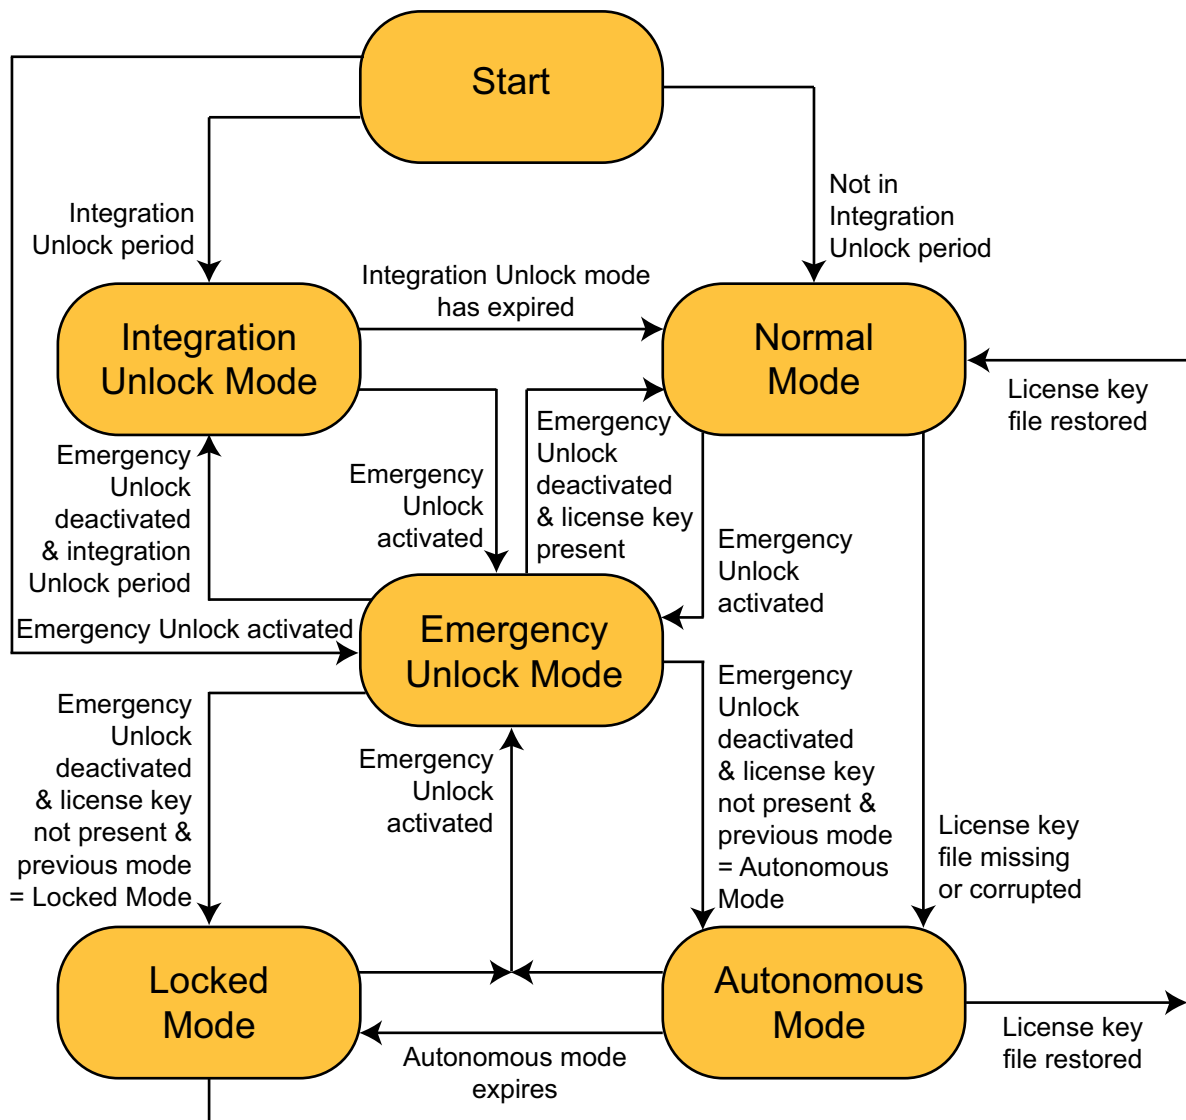 Start
Integration
Unlock period
Not in
Integration
Unlock period
Integration Unlock mode
has expired
Integration
Unlock Mode
Normal
Mode
License key
file restored
Emergency
Unlock
deactivated
& integration
Unlock period
Emergency
Unlock
activated
Emergency
Unlock
deactivated
& license key
present
Emergency
Unlock
activated
Emergency Unlock activated
Emergency
Unlock Mode
Emergency
Unlock
deactivated
& license key
not present &
previous mode
= Locked Mode
Emergency
Unlock
activated
Emergency
Unlock
deactivated
& license key
not present &
previous mode
= Autonomous
Mode
License key
file missing
or corrupted
Locked
Mode
Autonomous
Mode
Autonomous mode
expires
License key
file restored